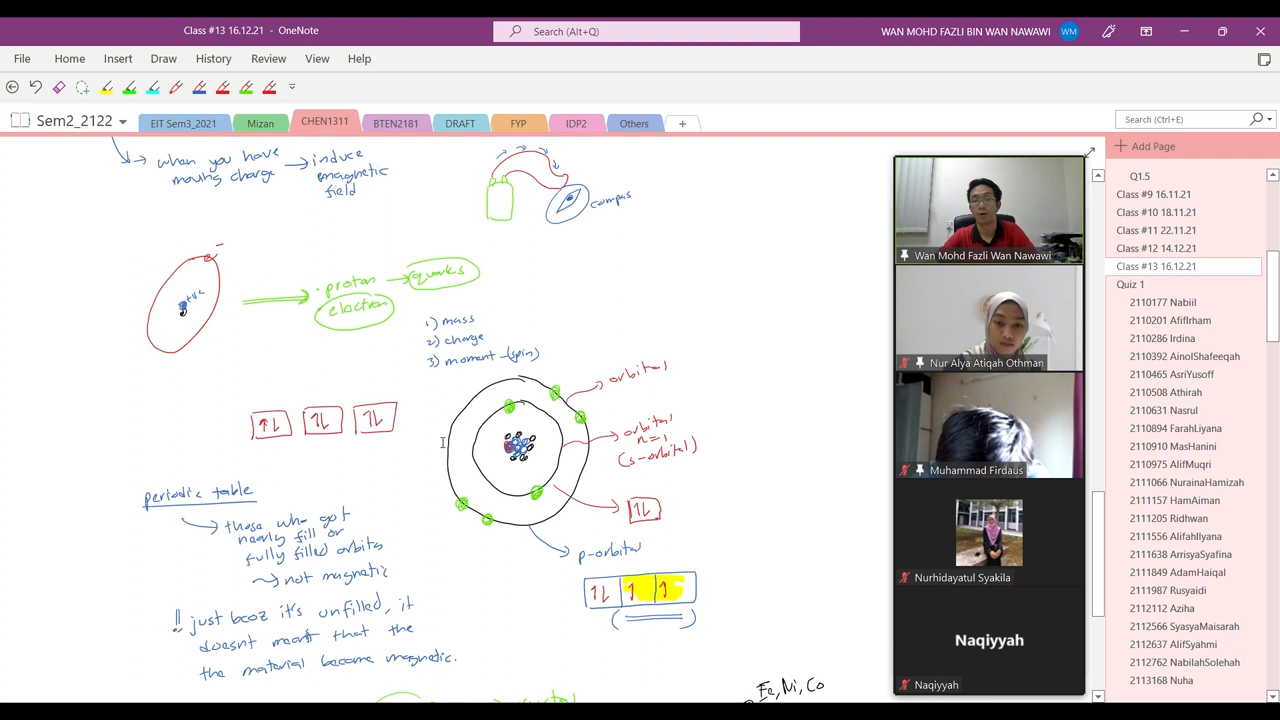 Class #13 16.12.21 - OneNote
Search (Alt+Q)
WAN MOHD FAZLI BIN WAN NAWAWI
WM
File
Home
Insert
Draw
History
View
Help
Sem2_2122
EIT Sem3_2021
Mizan
CHEN1311
BTEN2181
DRAFT
FYP
IDP2
Others
+
Search (Ctrl+E)
Add Page
when you have
moving charge
induce
magnetic
field
compas
+ve
-
proton
quarks
electron
1) mass
2) charge
3) moment (spin)
orbital
orbital
n=1
(s-orbital)
p-orbital
periodic table
those who got
nearly fill or
fully filled orbital
not magnetic
!! just bcoz it's unfilled, it
doesn't mean that the
the material become magnetic.
Fe, Ni, Co
Wan Mohd Fazli Wan Nawawi
Nur Alya Atiqah Othman
Muhammad Firdaus
Nurhidayatul Syakila
Naqiyyah
Naqiyyah
Q1.5
Class #9 16.11.21
Class #10 18.11.21
Class #11 22.11.21
Class #12 14.12.21
Class #13 16.12.21
Quiz 1
2110177 Nabiil
2110201 AfifIrham
2110286 Irdina
2110392 AinolShafeeqah
2110465 AsriYusoff
2110508 Athirah
2110631 Nasrul
2110894 FarahLiyana
2110910 MasHanini
2110975 AlifMuqri
2111066 NurainaHamizah
2111157 HamAiman
2111205 Ridhwan
2111556 AlifahIlyana
2111638 ArrisyaSyafina
2111849 AdamHaiqal
2111987 Rusyaidi
2112112 Aziha
2112566 SyasyaMaisarah
2112637 AlifSyahmi
2112762 NabilahSolehah
2113168 Nuha